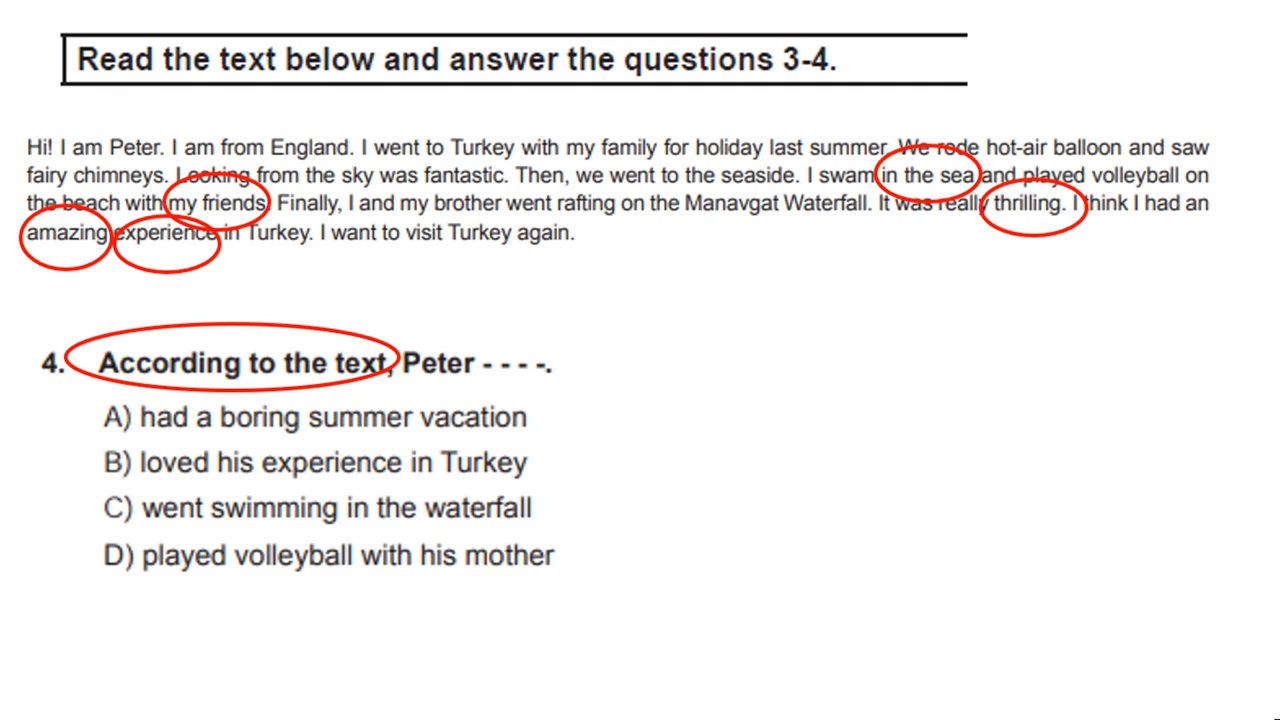 Read the text below and answer the questions 3-4.
Hi! I am Peter. I am from England. I went to Turkey with my family for holiday last summer. We rode hot-air balloon and saw
fairy chimneys. Looking from the sky was fantastic. Then, we went to the seaside. I swam in the sea and played volleyball on
the beach with my friends. Finally, I and my brother went rafting on the Manavgat Waterfall. It was really thrilling. I think I had an
amazing experience in Turkey. I want to visit Turkey again.
4. According to the text, Peter - - - -.
A) had a boring summer vacation
B) loved his experience in Turkey
C) went swimming in the waterfall
D) played volleyball with his mother